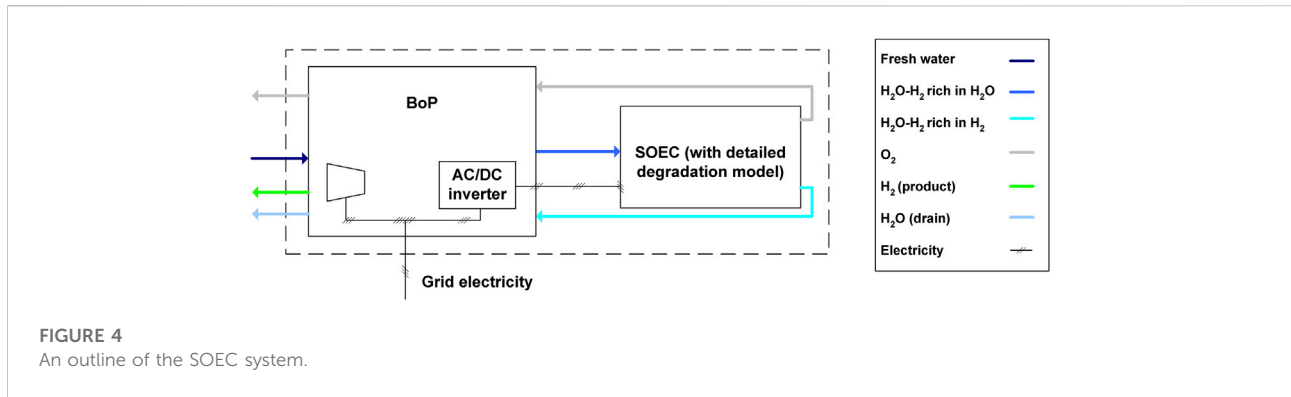 BoP
AC/DC
inverter
SOEC (with detailed
degradation model)
Grid electricity
Fresh water
H₂O-H₂ rich in H₂O
H₂O-H₂ rich in H₂
O₂
H₂ (product)
H₂O (drain)
Electricity
FIGURE 4
An outline of the SOEC system.